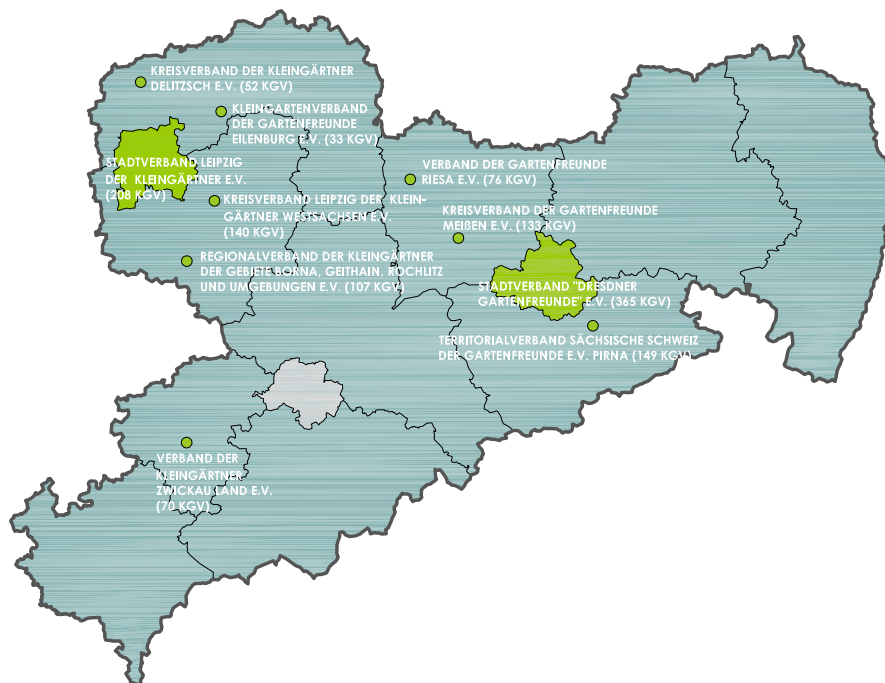 KREISVERBAND DER KLEINGÄRTNER
DELITZSCH E.V. (52 KGV)
KLEINGARTENVERBAND
DER GARTENFREUNDE
EILENBURG E.V. (33 KGV)
STADTVERBAND LEIPZIG
DER KLEINGÄRTNER E.V.
(208 KGV)
VERBAND DER GARTENFREUNDE
RIESA E.V. (76 KGV)
KREISVERBAND LEIPZIG DER KLEIN-
GÄRTNER WESTSACHSEN E.V.
(140 KGV)
KREISVERBAND DER GARTENFREUNDE
MEIßEN E.V. (133 KGV)
REGIONALVERBAND DER KLEINGÄRTNER
DER GEBIETE BORNA, GEITHAIN, ROCHLITZ
UND UMGEBUNGEN E.V. (107 KGV)
STADTVERBAND "DRESDNER
GARTENFREUNDE" E.V. (365 KGV)
TERRITORIALVERBAND SÄCHSISCHE SCHWEIZ
DER GARTENFREUNDE E.V. PIRNA (149 KGV)
VERBAND DER
KLEINGÄRTNER
ZWICKAU LAND E.V.
(70 KGV)